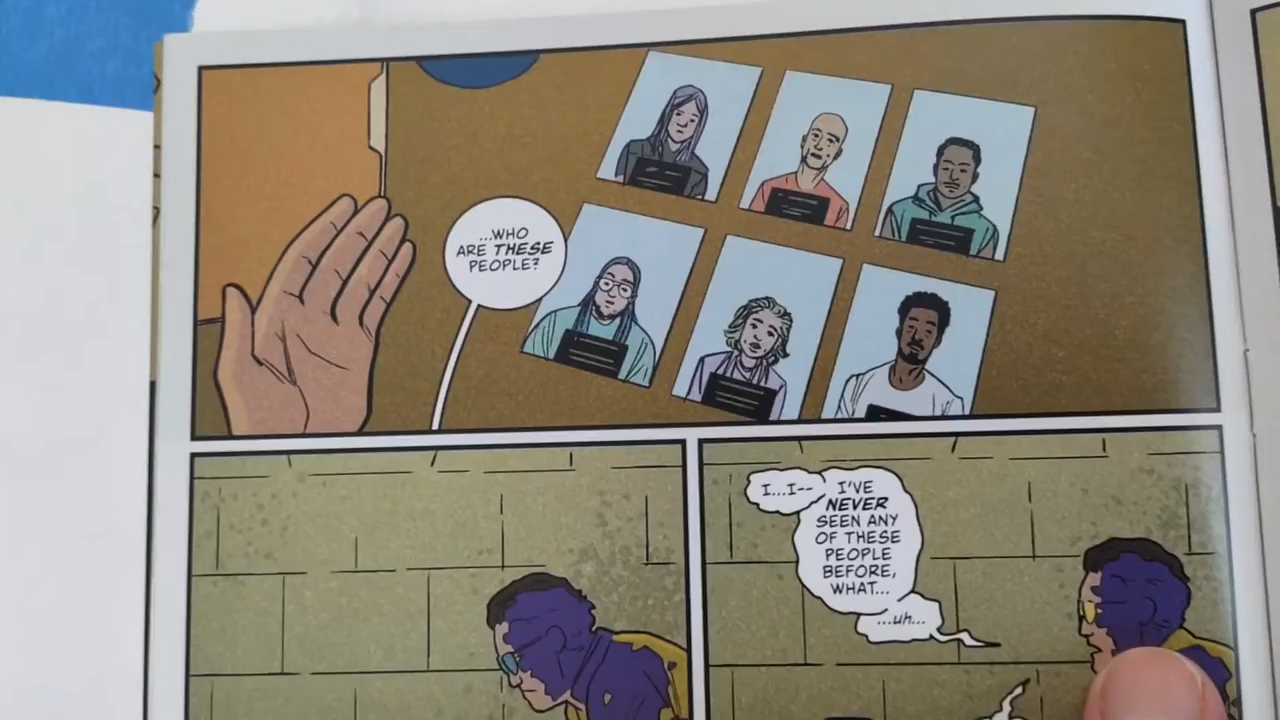 ...WHO
ARE THESE
PEOPLE?
I...I--
I'VE
NEVER
SEEN ANY
OF THESE
PEOPLE
BEFORE,
WHAT...
...uh...